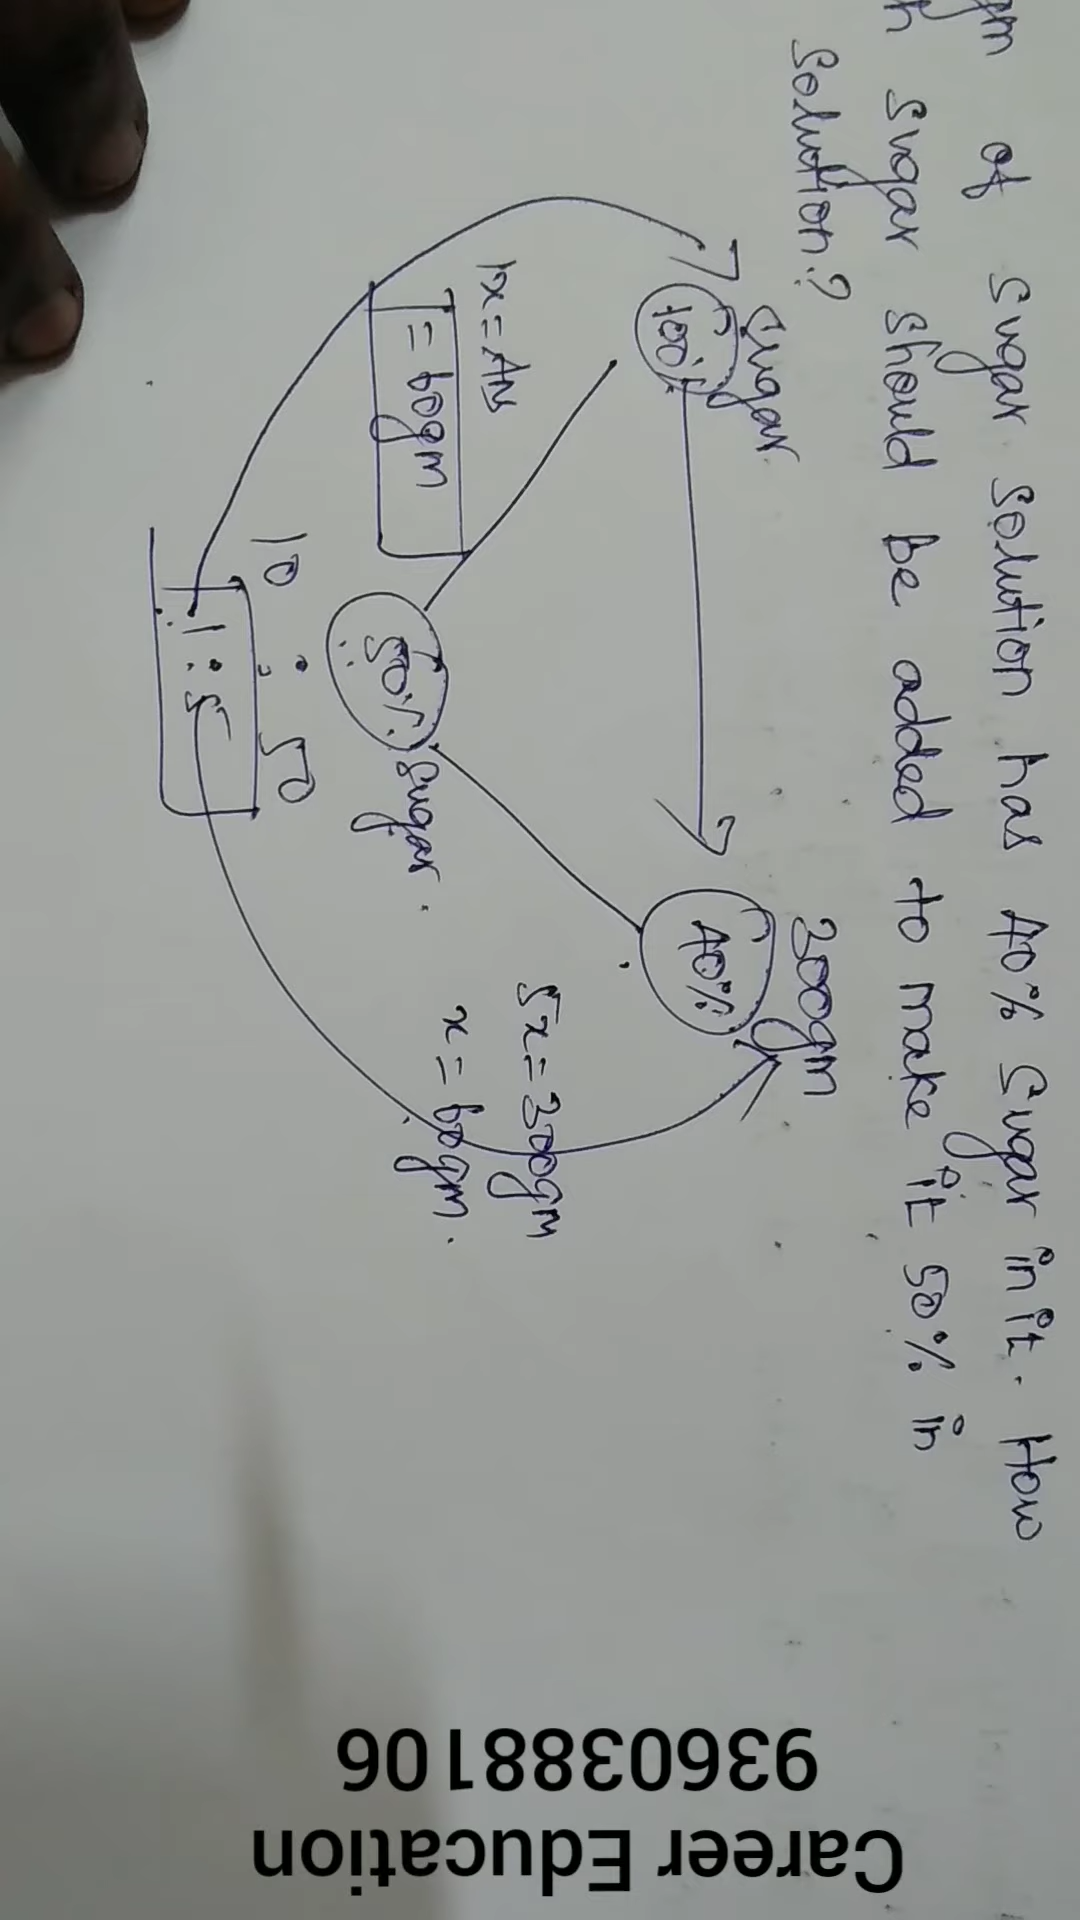 gm of sugar solution has 40% sugar in it. How
h sugar should be added to make it 50% in
solution?
sugar
100%
300gm
40%
1x = Ans
= 60gm
50%
sugar.
5x = 300gm
x = 60gm.
10 : 50
1 : 5
Career Education
9360388106